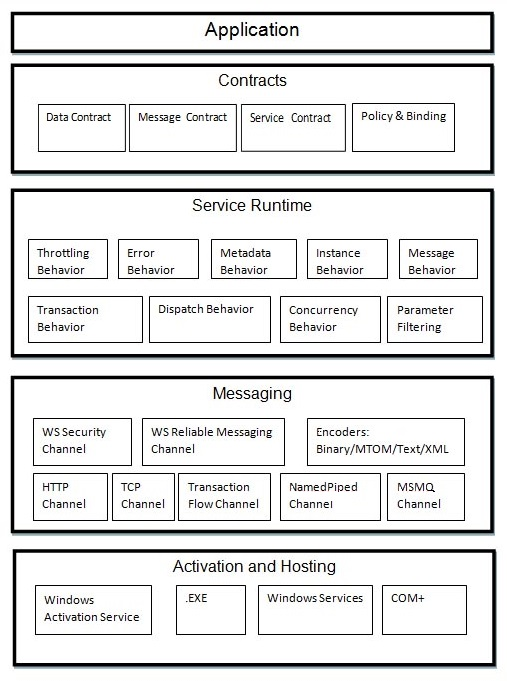 Application
Contracts
Data Contract
Message Contract
Service Contract
Policy & Binding
Service Runtime
Throttling
Behavior
Error
Behavior
Metadata
Behavior
Instance
Behavior
Message
Behavior
Transaction
Behavior
Dispatch Behavior
Concurrency
Behavior
Parameter
Filtering
Messaging
WS Security
Channel
WS Reliable Messaging
Channel
Encoders:
Binary/MTOM/Text/XML
HTTP
Channel
TCP
Channel
Transaction
Flow Channel
NamedPiped
Channel
MSMQ
Channel
Activation and Hosting
Windows
Activation Service
.EXE
Windows Services
COM+